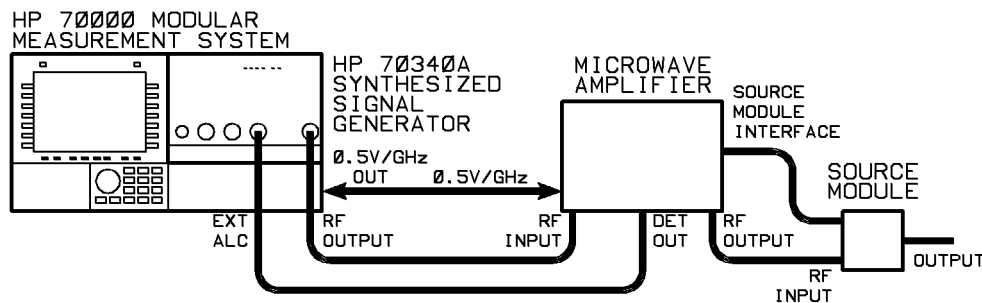 HP 70000 MODULAR
MEASUREMENT SYSTEM
HP 70340A
SYNTHESIZED
SIGNAL
GENERATOR
MICROWAVE
AMPLIFIER
SOURCE
MODULE
INTERFACE
SOURCE
MODULE
0.5V/GHz
OUT
0.5V/GHz
EXT
ALC
RF
OUTPUT
RF
INPUT
DET
OUT
RF
OUTPUT
RF
INPUT
OUTPUT